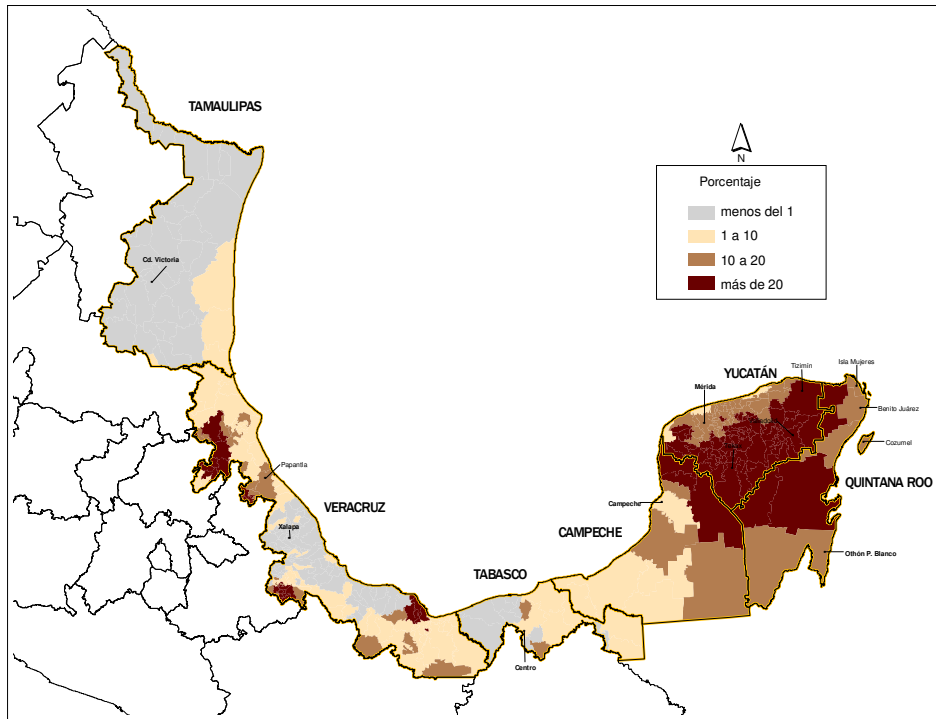 TAMAULIPAS
N
Porcentaje
menos del 1
1 a 10
10 a 20
más de 20
Cd. Victoria
Isla Mujeres
Tizimín
YUCATÁN
Mérida
Benito Juárez
Cozumel
Papantla
QUINTANA ROO
VERACRUZ
Campeche
Xalapa
CAMPECHE
Othón P. Blanco
TABASCO
Centro